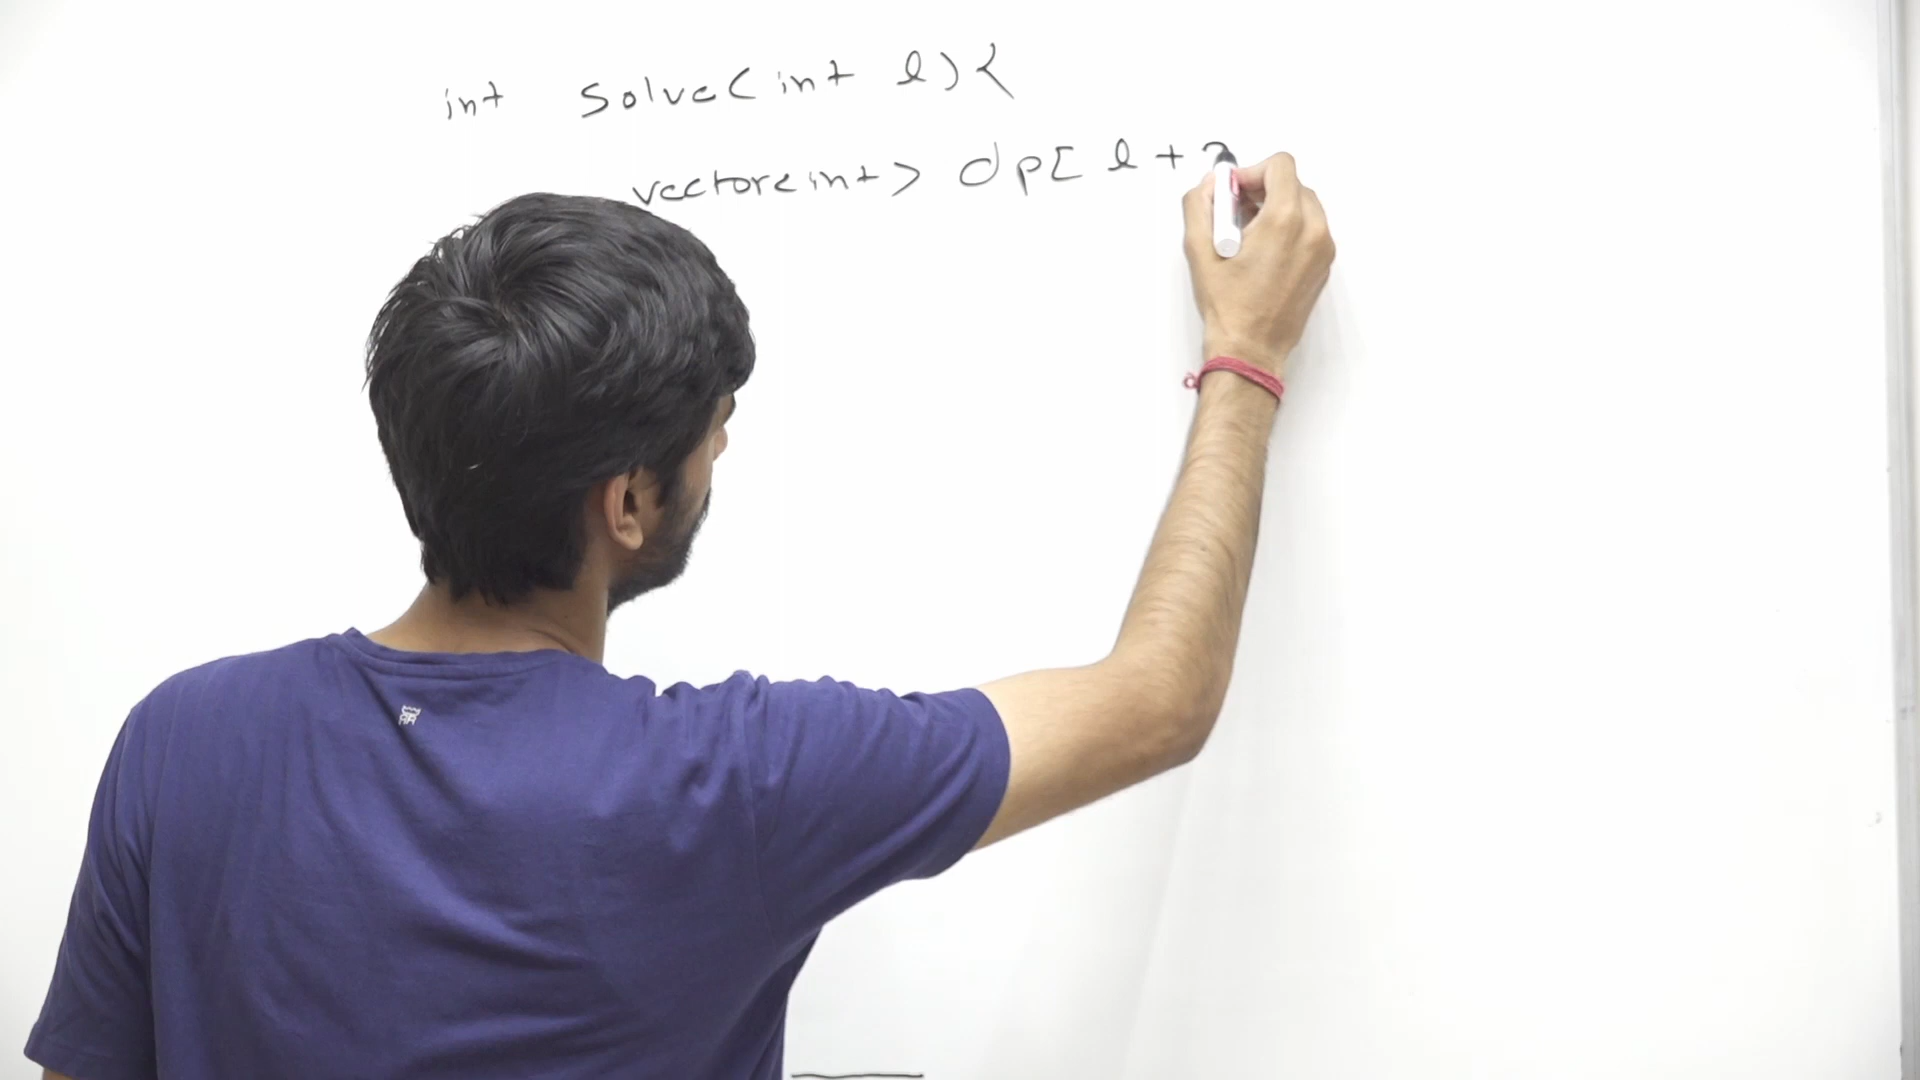 int solve(int l){
vector<int> dp[ l +